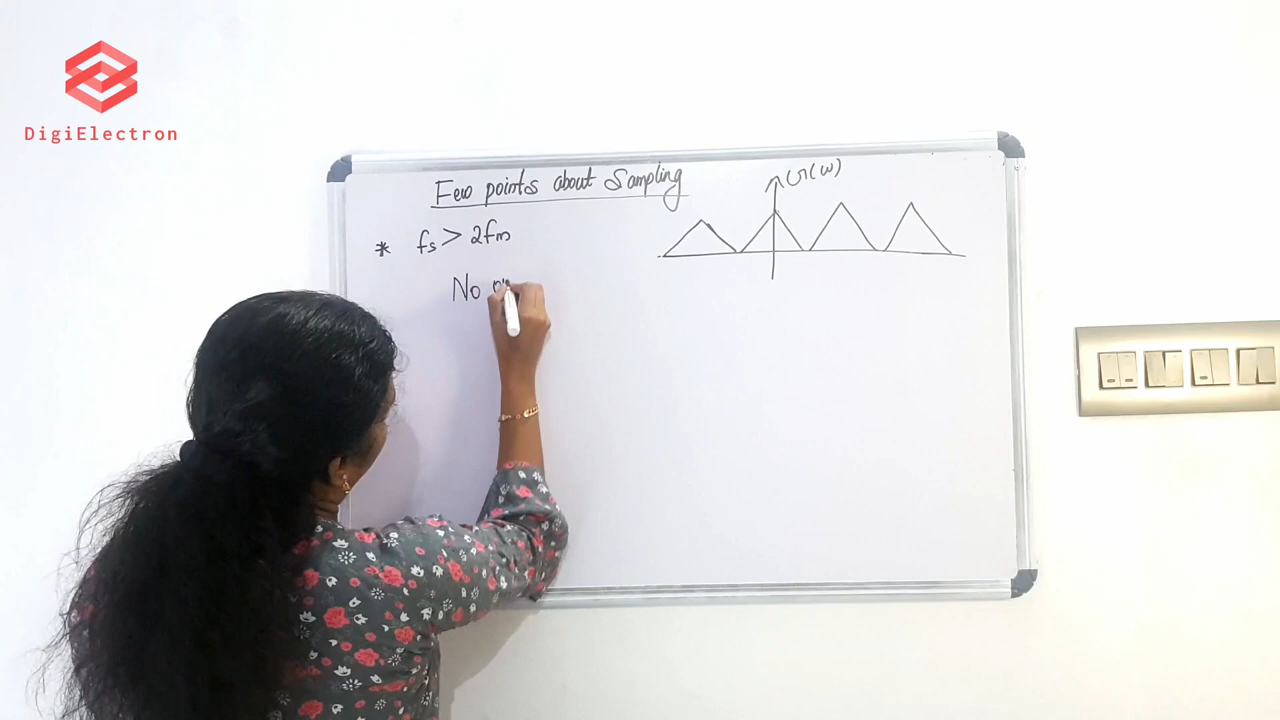 DigiElectron
Few points about Sampling
G(w)
* fs > 2fm
No